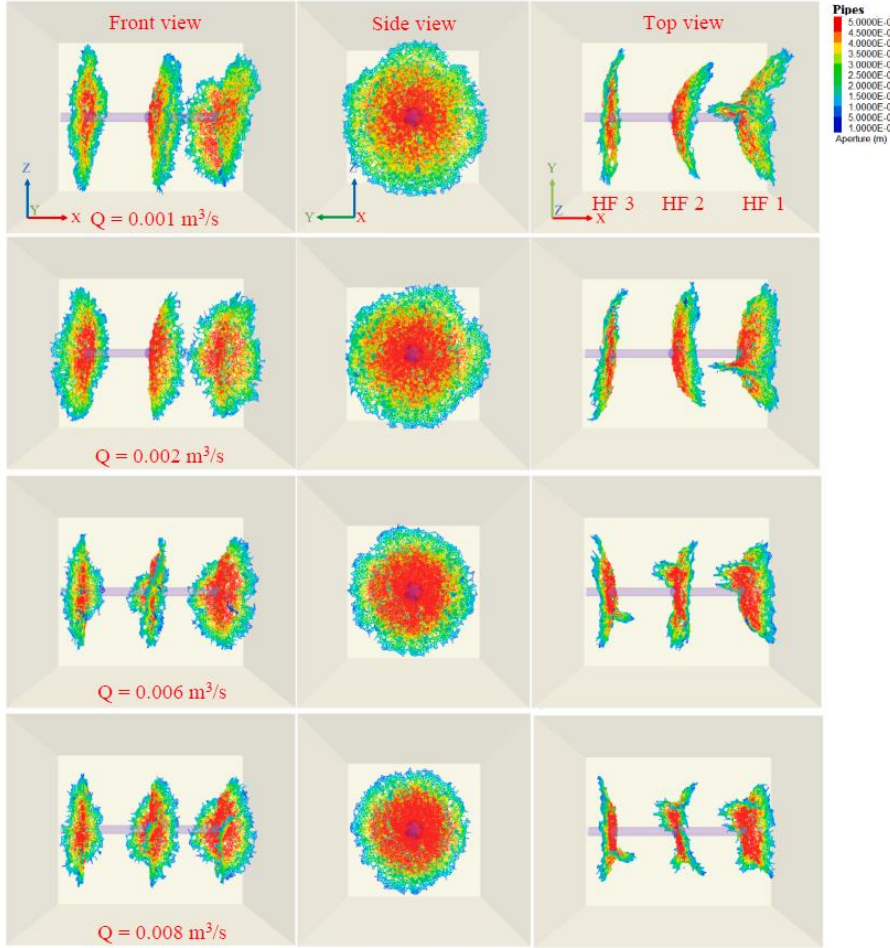 Front view
Side view
Top view
Pipes
5.0000E-0
4.5000E-0
4.0000E-0
3.5000E-0
3.0000E-0
2.5000E-0
2.0000E-0
1.5000E-0
1.0000E-0
5.0000E-0
1.0000E-0
Aperture (m)
Z
Y
X
Q = 0.001 m³/s
Z
Y
X
Y
Z
X
HF 3
HF 2
HF 1
Q = 0.002 m³/s
Q = 0.006 m³/s
Q = 0.008 m³/s